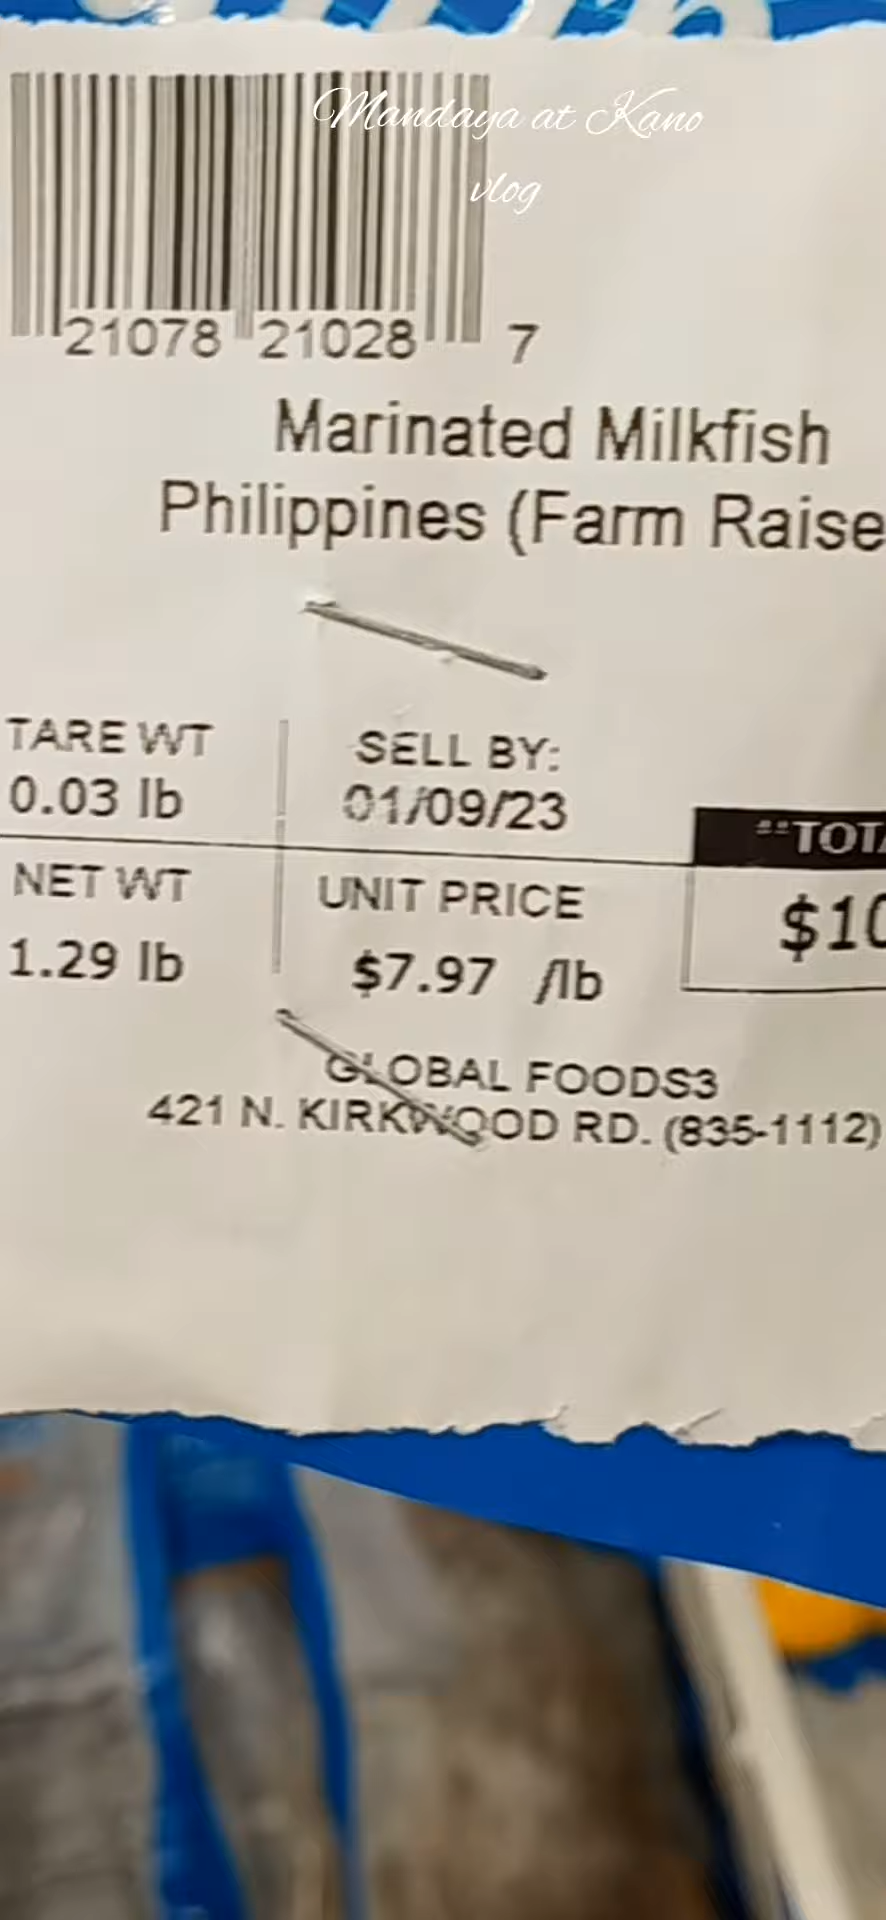 Mandaya at Kano
vlog
21078 21028 7
Marinated Milkfish
Philippines (Farm Raise
TARE WT
0.03 lb
SELL BY:
01/09/23
**TOTA
$10
NET WT
1.29 lb
UNIT PRICE
$7.97 /lb
GLOBAL FOODS3
421 N. KIRKWOOD RD. (835-1112)